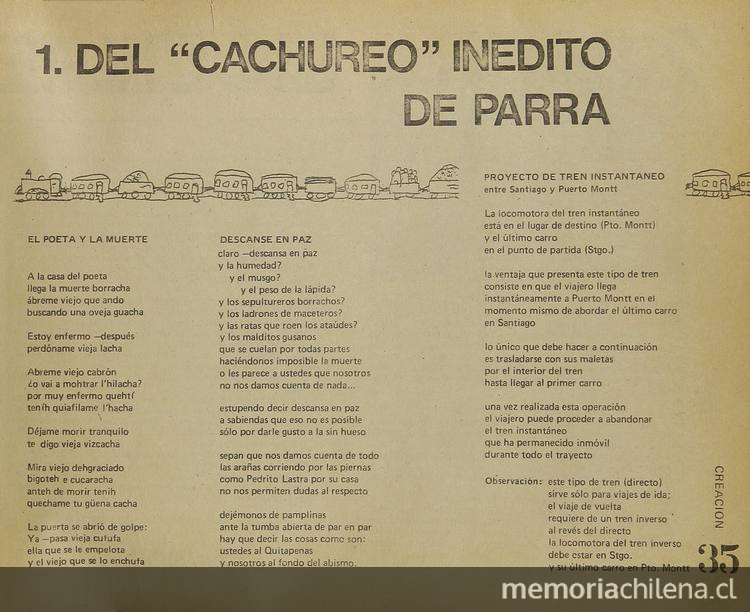 1. DEL “CACHUREO” INEDITO
DE PARRA
EL POETA Y LA MUERTE
A la casa del poeta
llega la muerte borracha
ábreme viejo que ando
buscando una oveja guacha
Estoy enfermo —después
perdóname vieja lacha
Abreme viejo cabrón
¿o vai a mohtrar l'hilacha?
por muy enfermo quehtí
teníh quiafilame l'hacha
Déjame morir tranquilo
te digo vieja vizcacha
Mira viejo dehgraciado
bigoteh e cucaracha
anteh de morir teníh
quechame tu güena cacha
La puerta se abrió de golpe:
Ya —pasa vieja cufufa
ella que se le empelota
y el viejo que se lo enchufa
DESCANSE EN PAZ
claro —descansa en paz
y la humedad?
y el musgo?
y el peso de la lápida?
y los sepultureros borrachos?
y los ladrones de maceteros?
y las ratas que roen los ataúdes?
y los malditos gusanos
que se cuelan por todas partes
haciéndonos imposible la muerte
o les parece a ustedes que nosotros
no nos damos cuenta de nada...
estupendo decir descansa en paz
a sabiendas que eso no es posible
sólo por darle gusto a la sin hueso
sepan que nos damos cuenta de todo
las arañas corriendo por las piernas
como Pedrito Lastra por su casa
no nos permiten dudas al respecto
dejémonos de pamplinas
ante la tumba abierta de par en par
hay que decir las cosas como son:
ustedes al Quitapenas
y nosotros al fondo del abismo.
PROYECTO DE TREN INSTANTANEO
entre Santiago y Puerto Montt
La locomotora del tren instantáneo
está en el lugar de destino (Pto. Montt)
y el último carro
en el punto de partida (Stgo.)
la ventaja que presenta este tipo de tren
consiste en que el viajero llega
instantáneamente a Puerto Montt en el
momento mismo de abordar el último carro
en Santiago
lo único que debe hacer a continuación
es trasladarse con sus maletas
por el interior del tren
hasta llegar al primer carro
una vez realizada esta operación
el viajero puede proceder a abandonar
el tren instantáneo
que ha permanecido inmóvil
durante todo el trayecto
Observación: este tipo de tren (directo)
sirve sólo para viajes de ida;
el viaje de vuelta
requiere de un tren inverso
al revés del directo
la locomotora del tren inverso
debe estar en Stgo.
y su último carro en Pto. Montt
CREACION
35
memoriachilena.cl